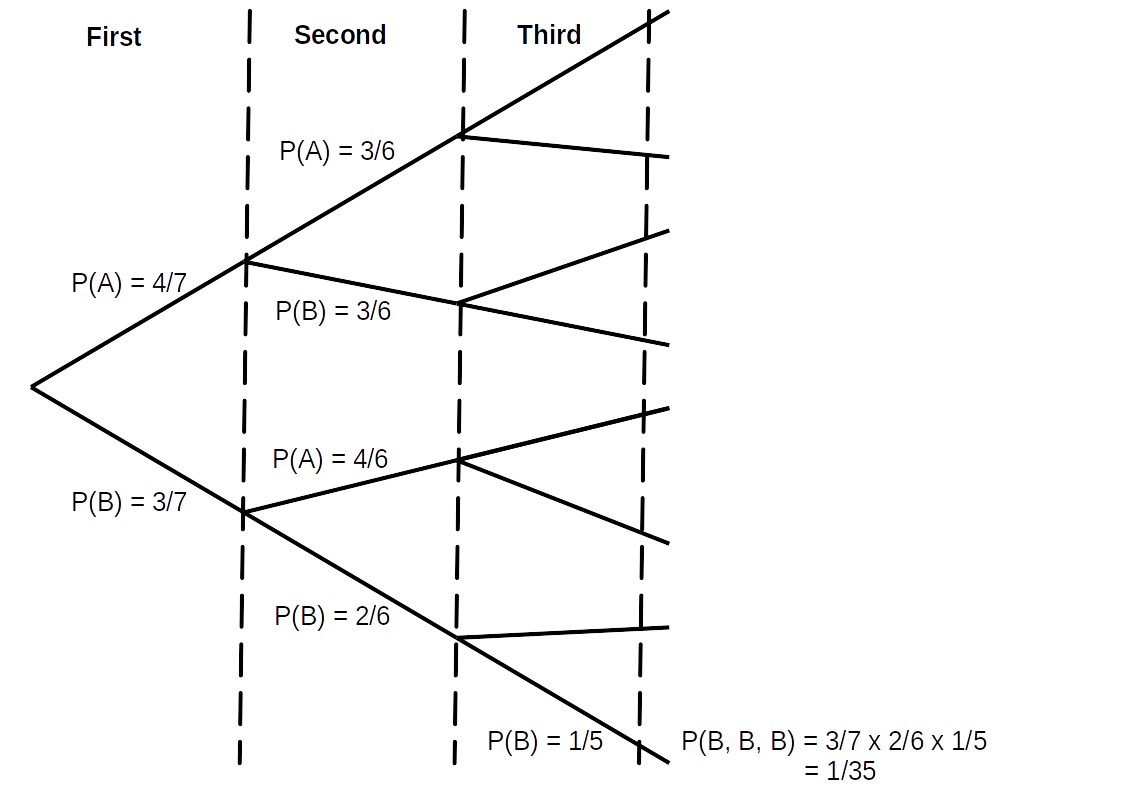 First
Second
Third
P(A) = 3/6
P(A) = 4/7
P(B) = 3/6
P(A) = 4/6
P(B) = 3/7
P(B) = 2/6
P(B) = 1/5
P(B, B, B) = 3/7 x 2/6 x 1/5
= 1/35